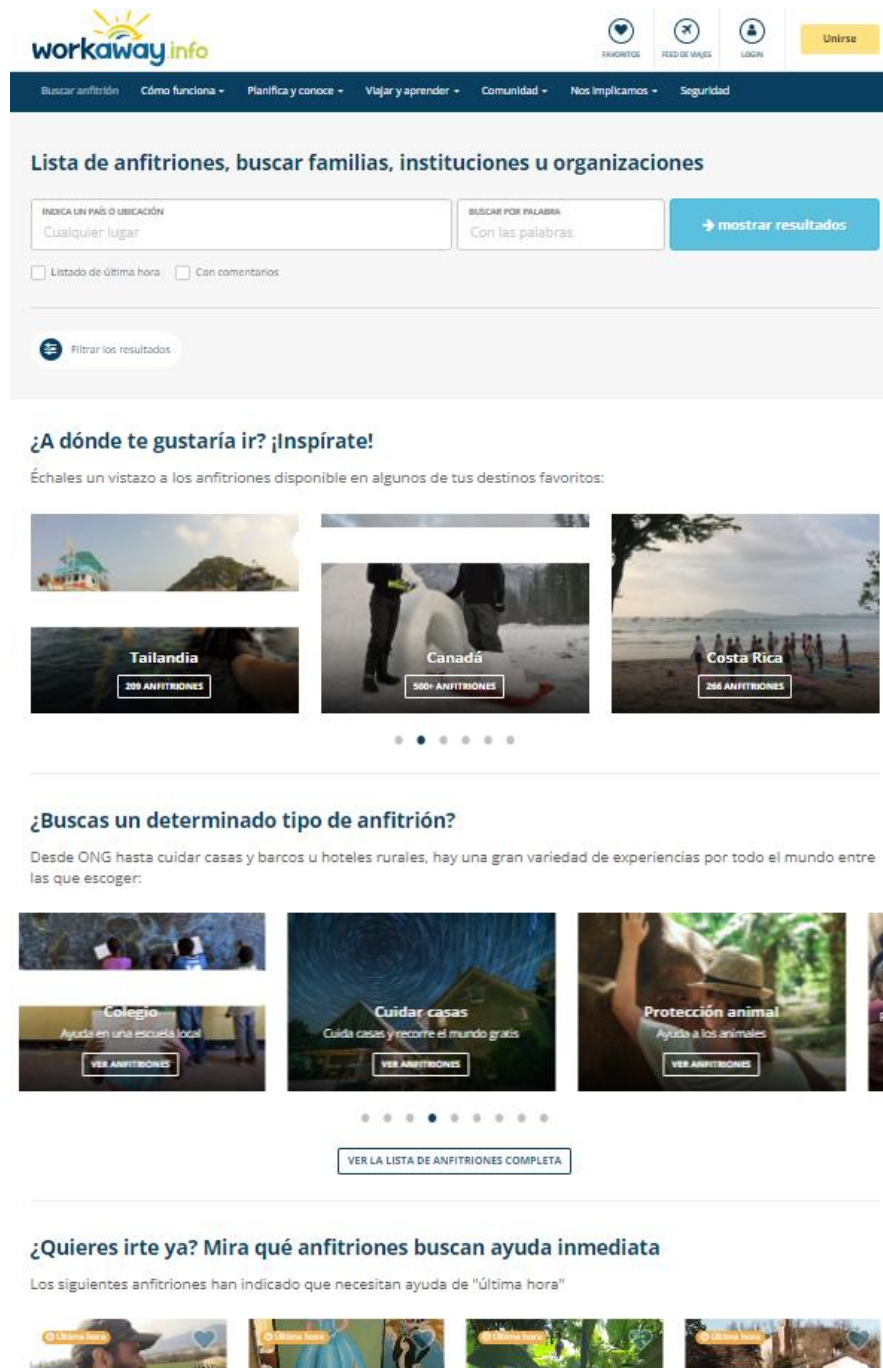 workaway.info
FAVORITOS
FEED DE VIAJES
LOGIN
Unirse
Buscar anfitrión Cómo funciona Planifica y conoce Viajar y aprender Comunidad Nos implicamos Seguridad
Lista de anfitriones, buscar familias, instituciones u organizaciones
INDICA UN PAÍS O UBICACIÓN
Cualquier lugar
BUSCAR POR PALABRA
Con las palabras
mostrar resultados
Listado de última hora Con comentarios
Filtrar los resultados
¿A dónde te gustaría ir? ¡Inspírate!
Échales un vistazo a los anfitriones disponible en algunos de tus destinos favoritos:
Tailandia
209 ANFITRIONES
Canadá
500+ ANFITRIONES
Costa Rica
266 ANFITRIONES
¿Buscas un determinado tipo de anfitrión?
Desde ONG hasta cuidar casas y barcos u hoteles rurales, hay una gran variedad de experiencias por todo el mundo entre
las que escoger:
Colegio
Ayuda en una escuela local
VER ANFITRIONES
Cuidar casas
Cuida casas y recorre el mundo gratis
VER ANFITRIONES
Protección animal
Ayuda a los animales
VER ANFITRIONES
VER LA LISTA DE ANFITRIONES COMPLETA
¿Quieres irte ya? Mira qué anfitriones buscan ayuda inmediata
Los siguientes anfitriones han indicado que necesitan ayuda de "última hora"
Última hora
Última hora
Última hora
Última hora